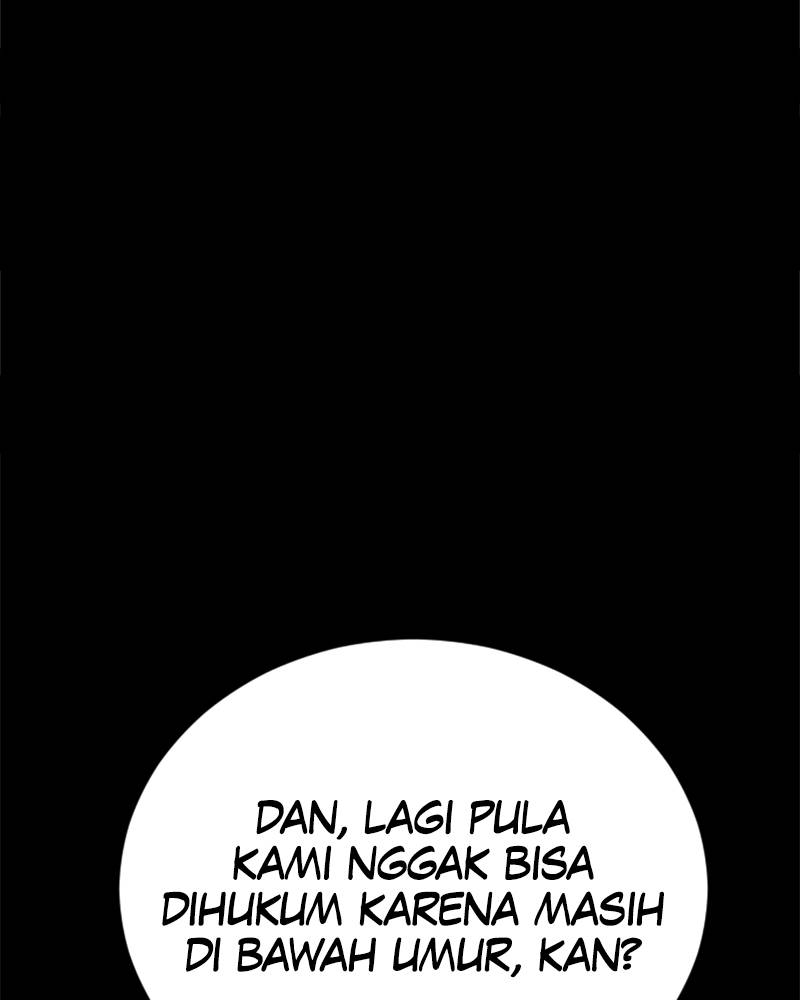 DAN, LAGI PULA
KAMI NGGAK BISA
DIHUKUM KARENA MASIH
DI BAWAH UMUR, KAN?